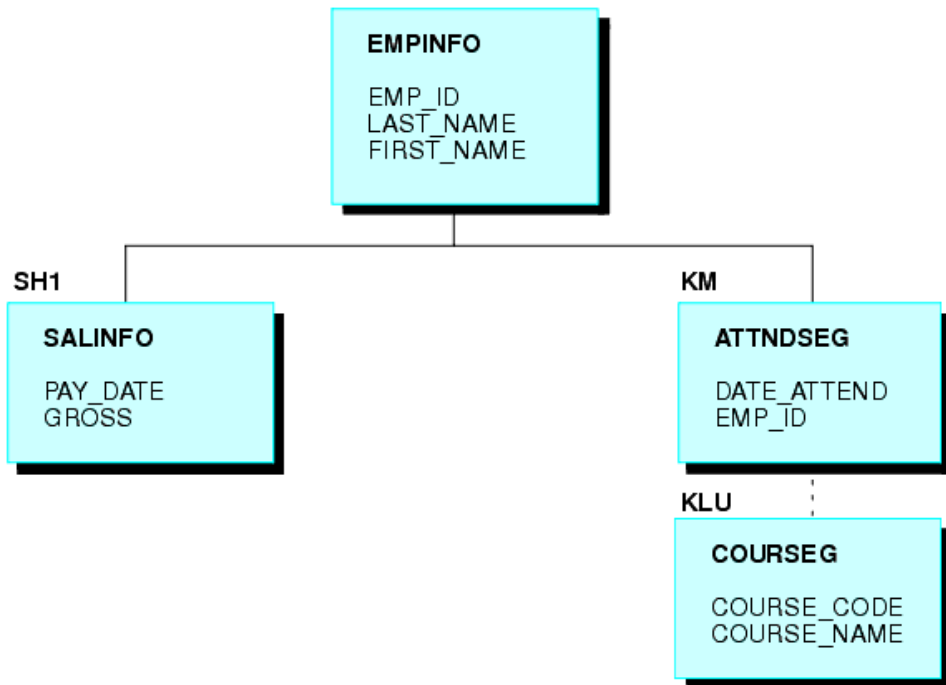 EMPINFO
EMP_ID
LAST_NAME
FIRST_NAME
SH1
SALINFO
PAY_DATE
GROSS
KM
ATTNDSEG
DATE_ATTEND
EMP_ID
KLU
COURSEG
COURSE_CODE
COURSE_NAME